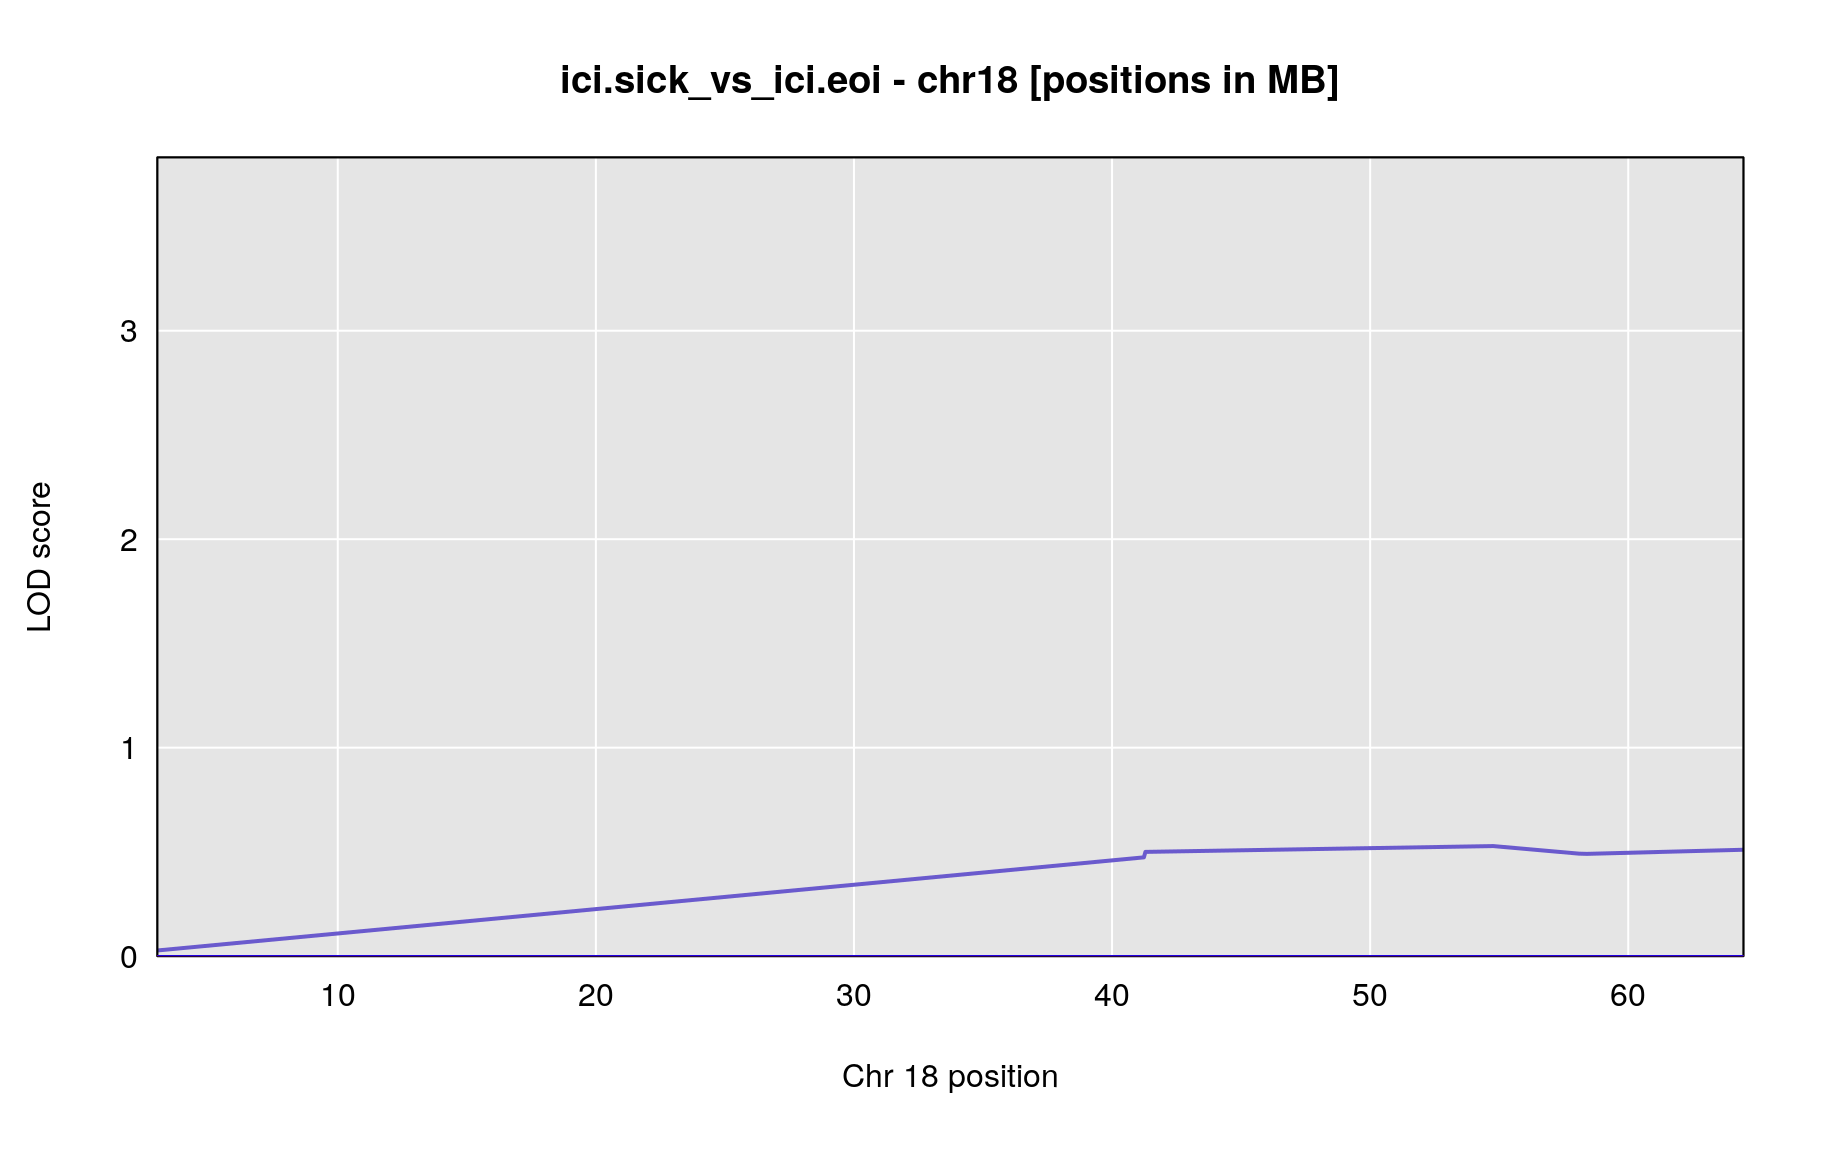 ici.sick_vs_ici.eoi - chr18 [positions in MB]
3
2
1
0
LOD score
10 20 30 40 50 60
Chr 18 position